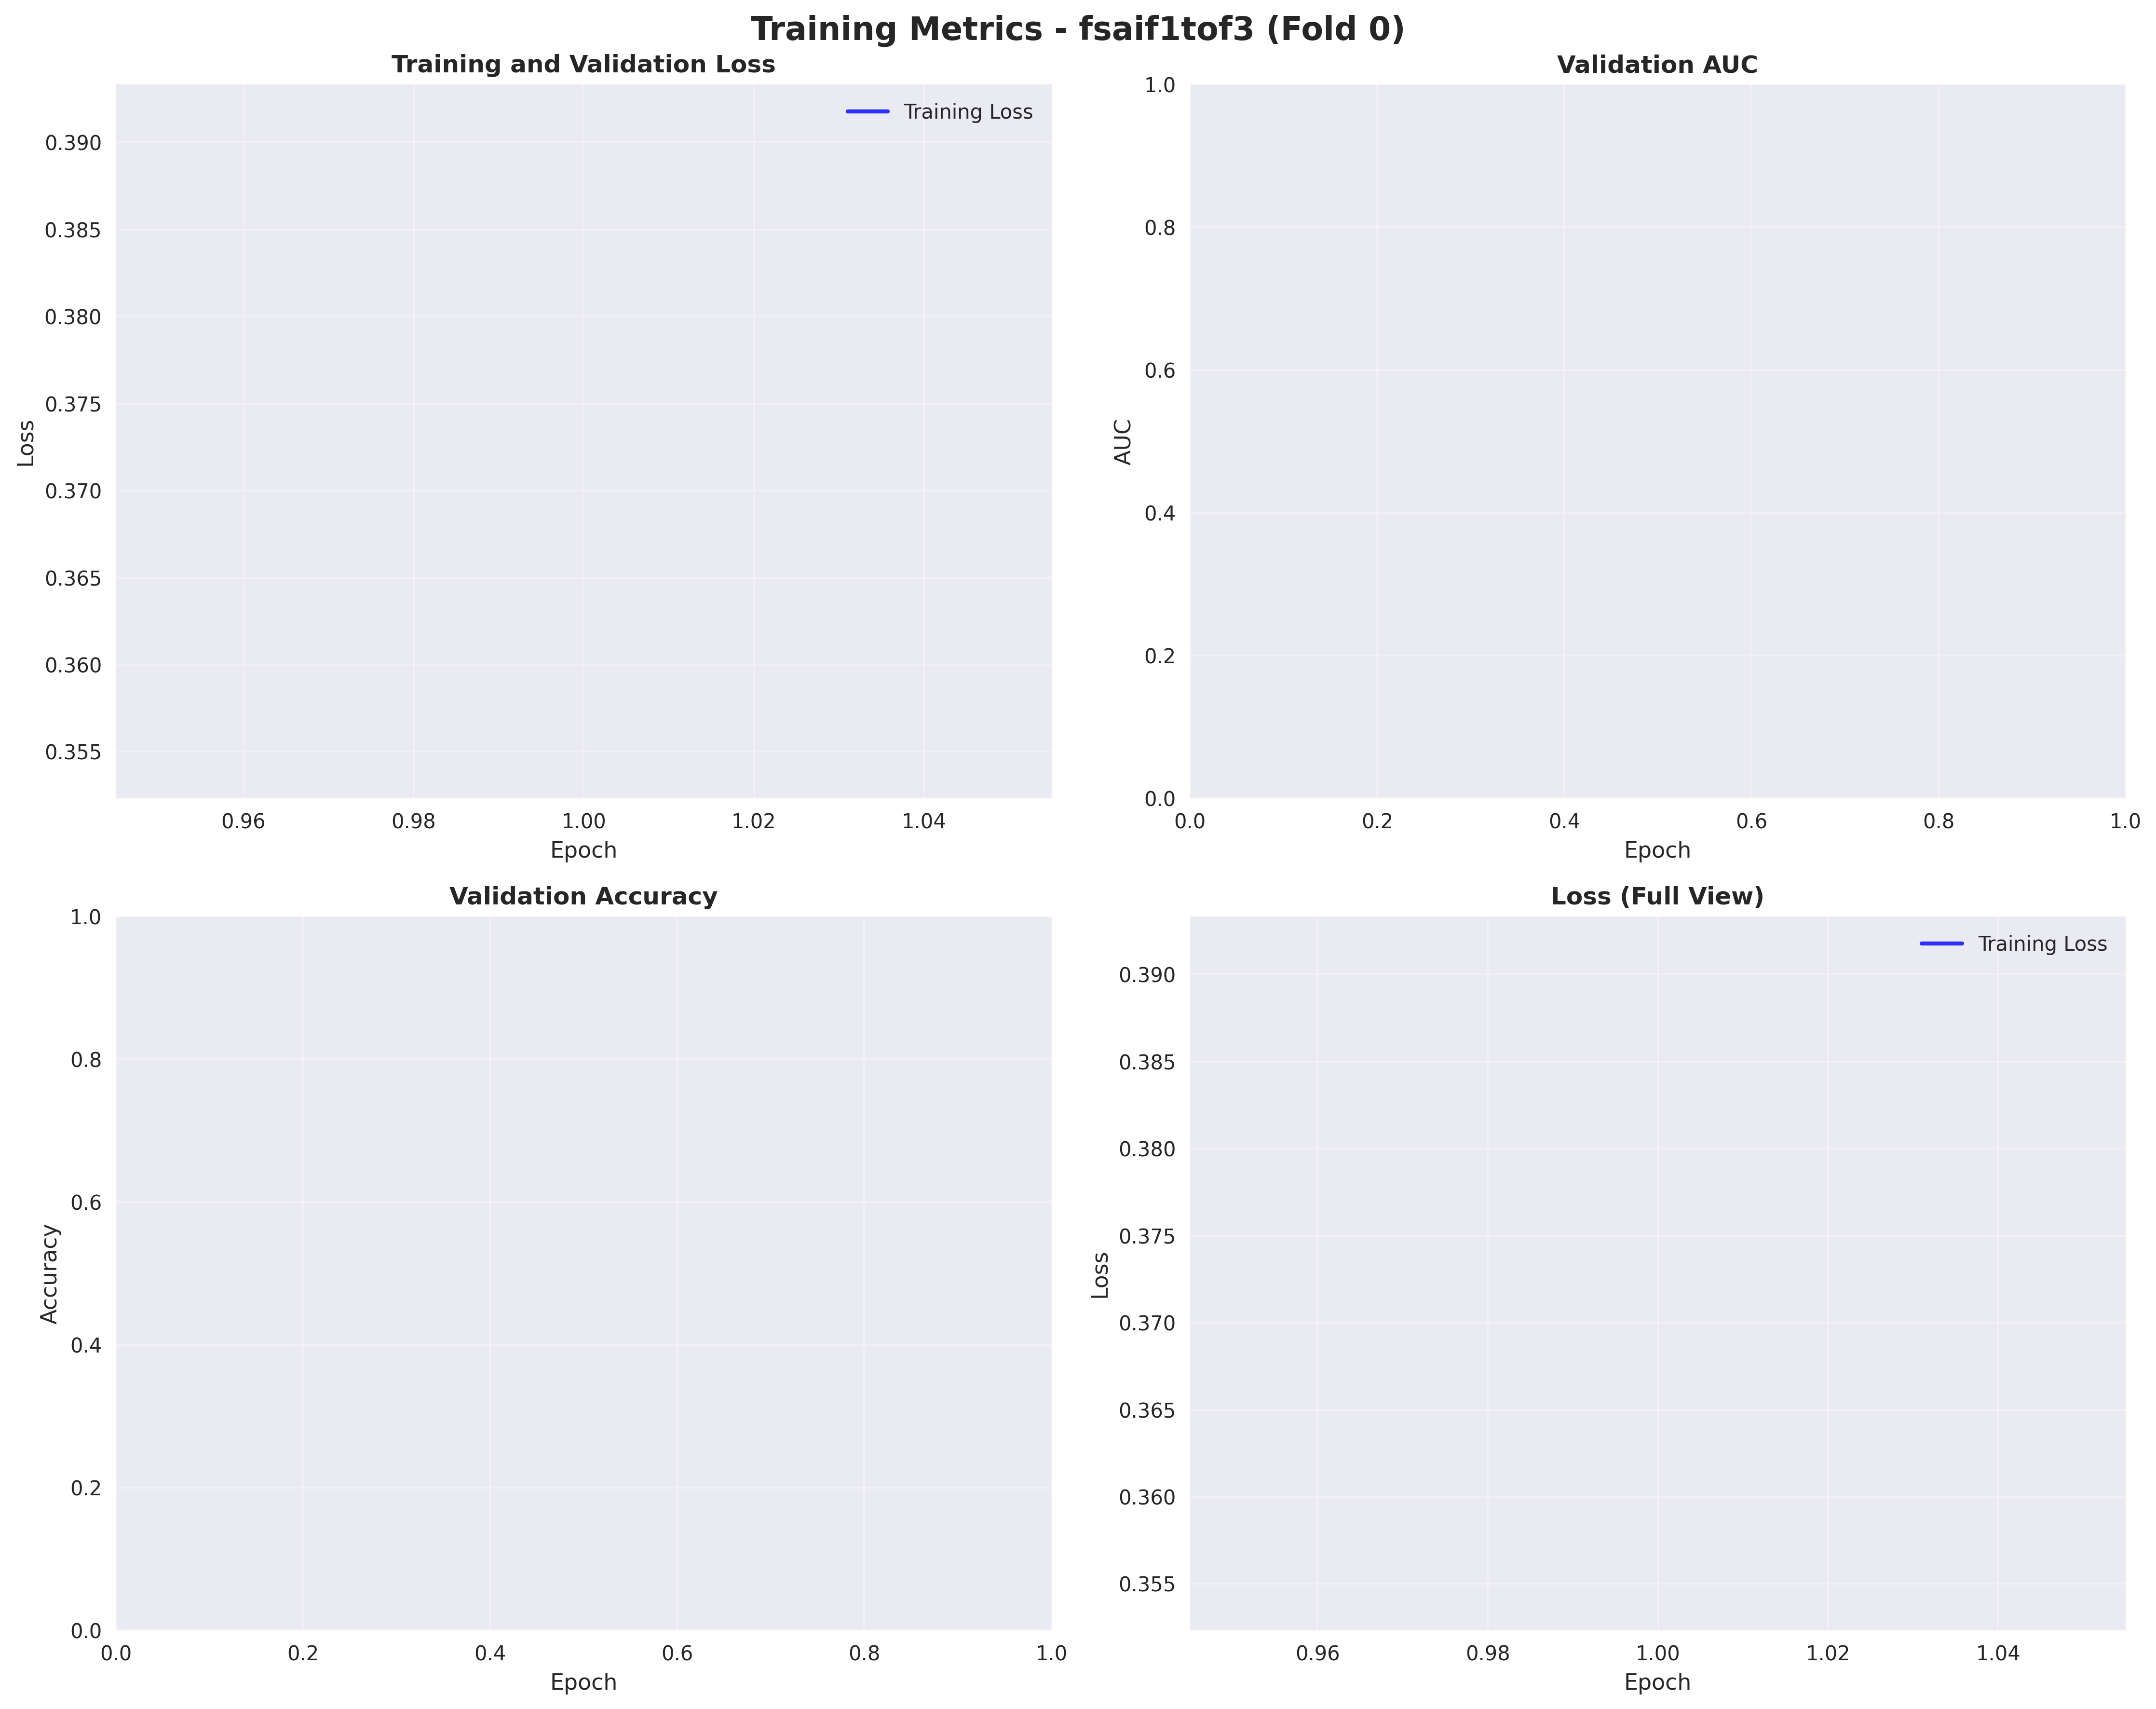 Training Metrics - fsaif1tof3 (Fold 0)
Training and Validation Loss
Training Loss
0.390
0.385
0.380
0.375
0.370
0.365
0.360
0.355
Loss
0.96 0.98 1.00 1.02 1.04
Epoch
Validation AUC
1.0
0.8
0.6
0.4
0.2
0.0
AUC
0.0 0.2 0.4 0.6 0.8 1.0
Epoch
Validation Accuracy
1.0
0.8
0.6
0.4
0.2
0.0
Accuracy
0.0 0.2 0.4 0.6 0.8 1.0
Epoch
Loss (Full View)
Training Loss
0.390
0.385
0.380
0.375
0.370
0.365
0.360
0.355
Loss
0.96 0.98 1.00 1.02 1.04
Epoch